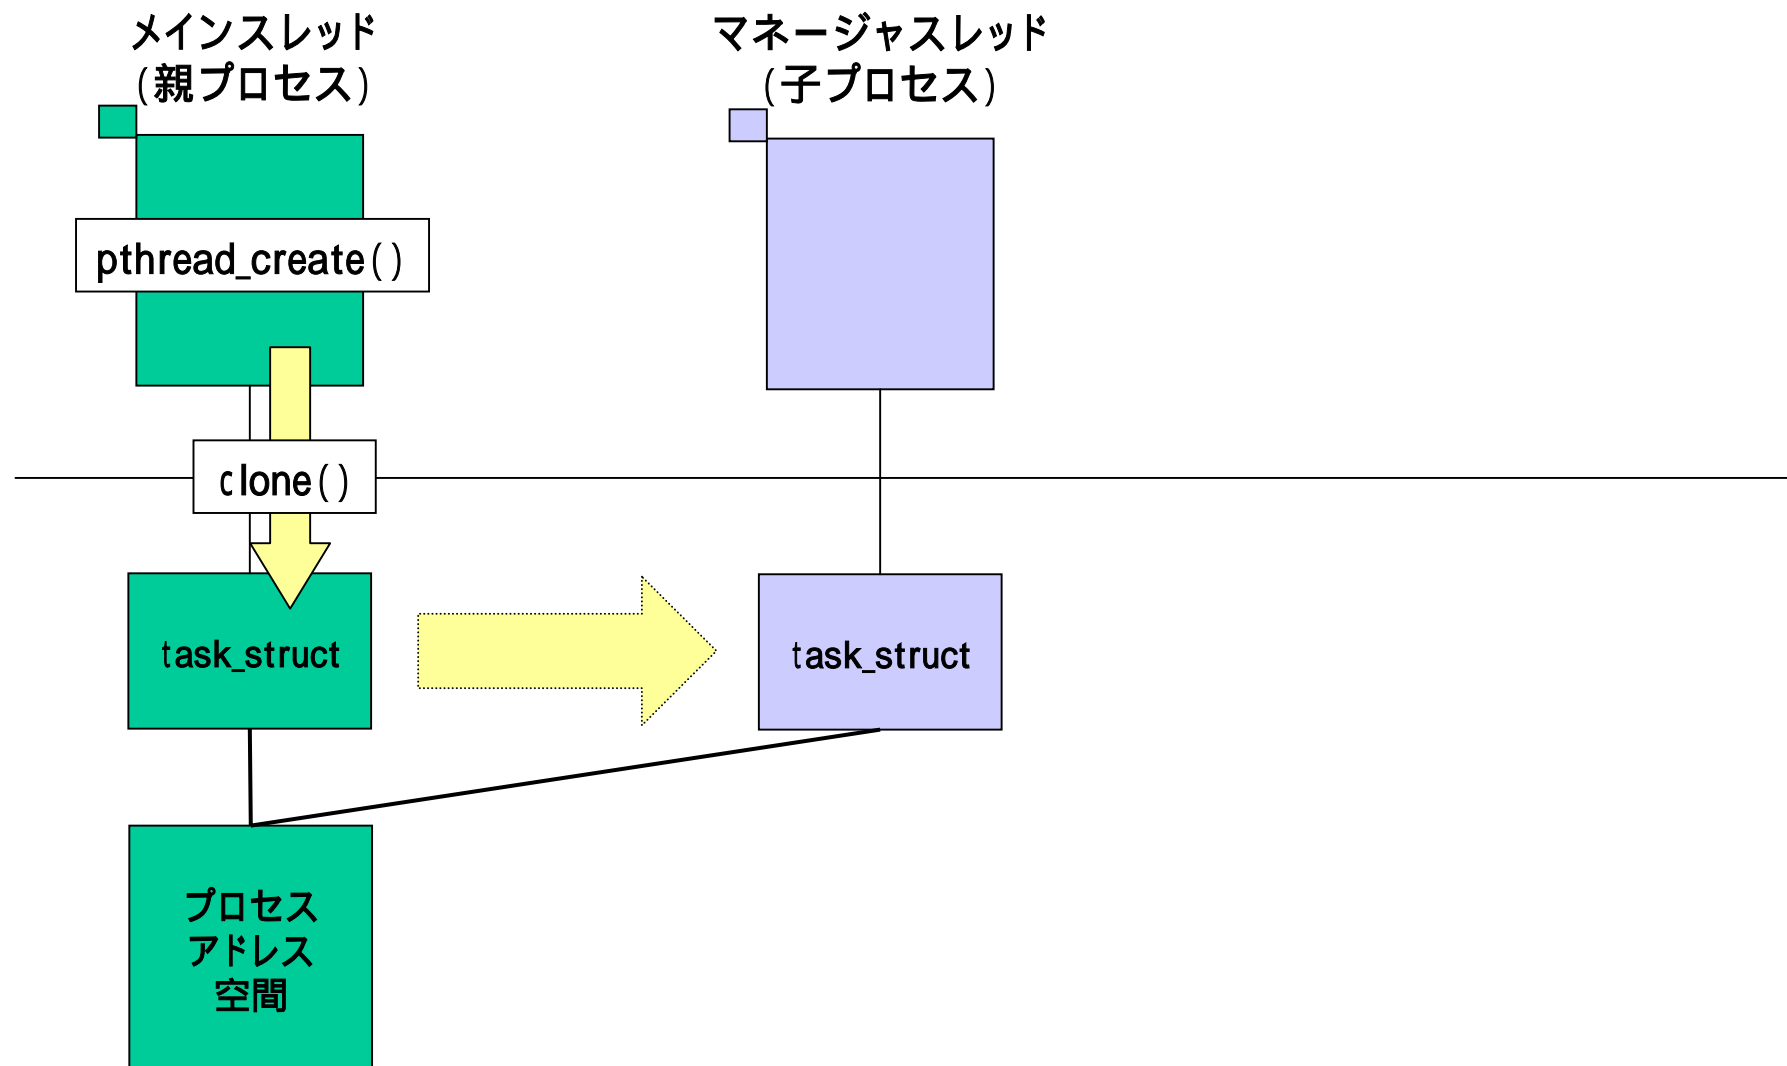 メインスレッド
(親プロセス)
マネージャスレッド
(子プロセス)
pthread_create()
clone()
task_struct
task_struct
プロセス
アドレス
空間